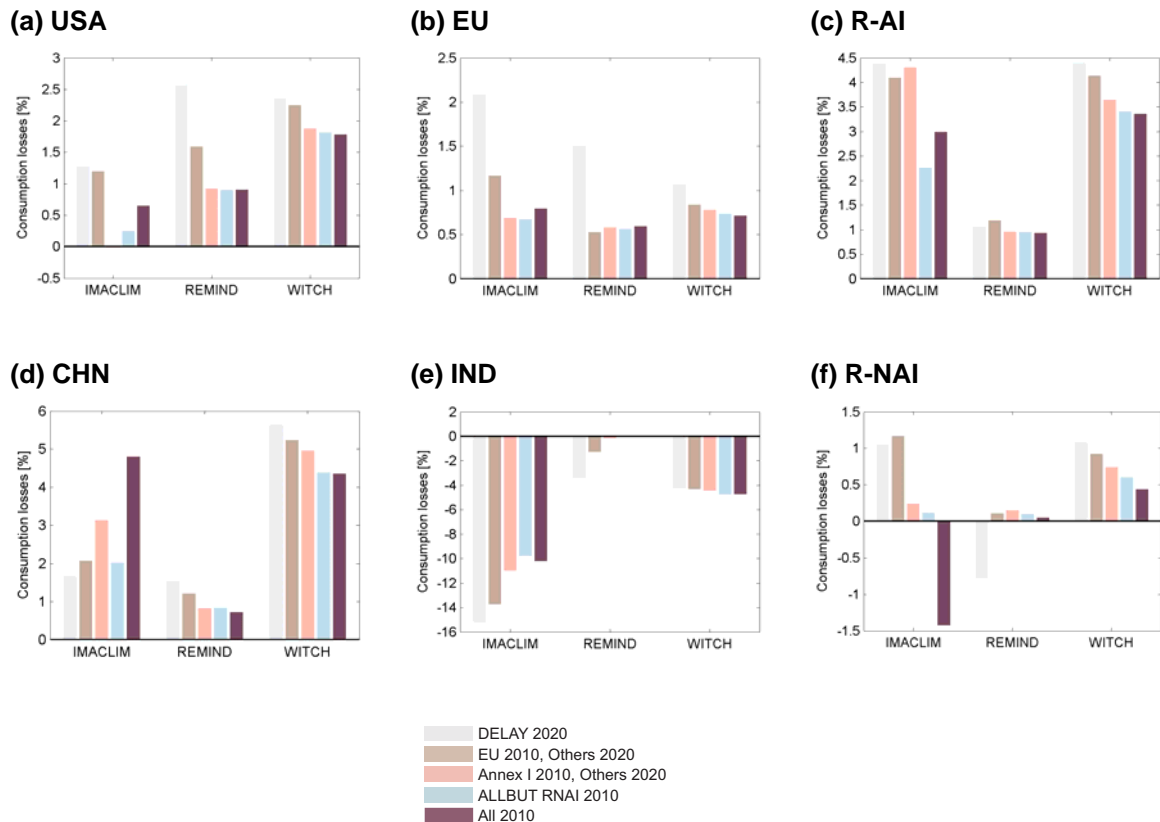 (a) USA
(b) EU
(c) R-AI
Consumption losses [%]
3
2.5
2
1.5
1
0.5
0
-0.5
IMACLIM REMIND WITCH
Consumption losses [%]
2.5
2
1.5
1
0.5
0
IMACLIM REMIND WITCH
Consumption losses [%]
4.5
4
3.5
3
2.5
2
1.5
1
0.5
0
IMACLIM REMIND WITCH
(d) CHN
(e) IND
(f) R-NAI
Consumption losses [%]
6
5
4
3
2
1
0
IMACLIM REMIND WITCH
Consumption losses [%]
2
0
-2
-4
-6
-8
-10
-12
-14
-16
IMACLIM REMIND WITCH
Consumption losses [%]
1.5
1
0.5
0
-0.5
-1
-1.5
IMACLIM REMIND WITCH
DELAY 2020
EU 2010, Others 2020
Annex I 2010, Others 2020
ALLBUT RNAI 2010
All 2010